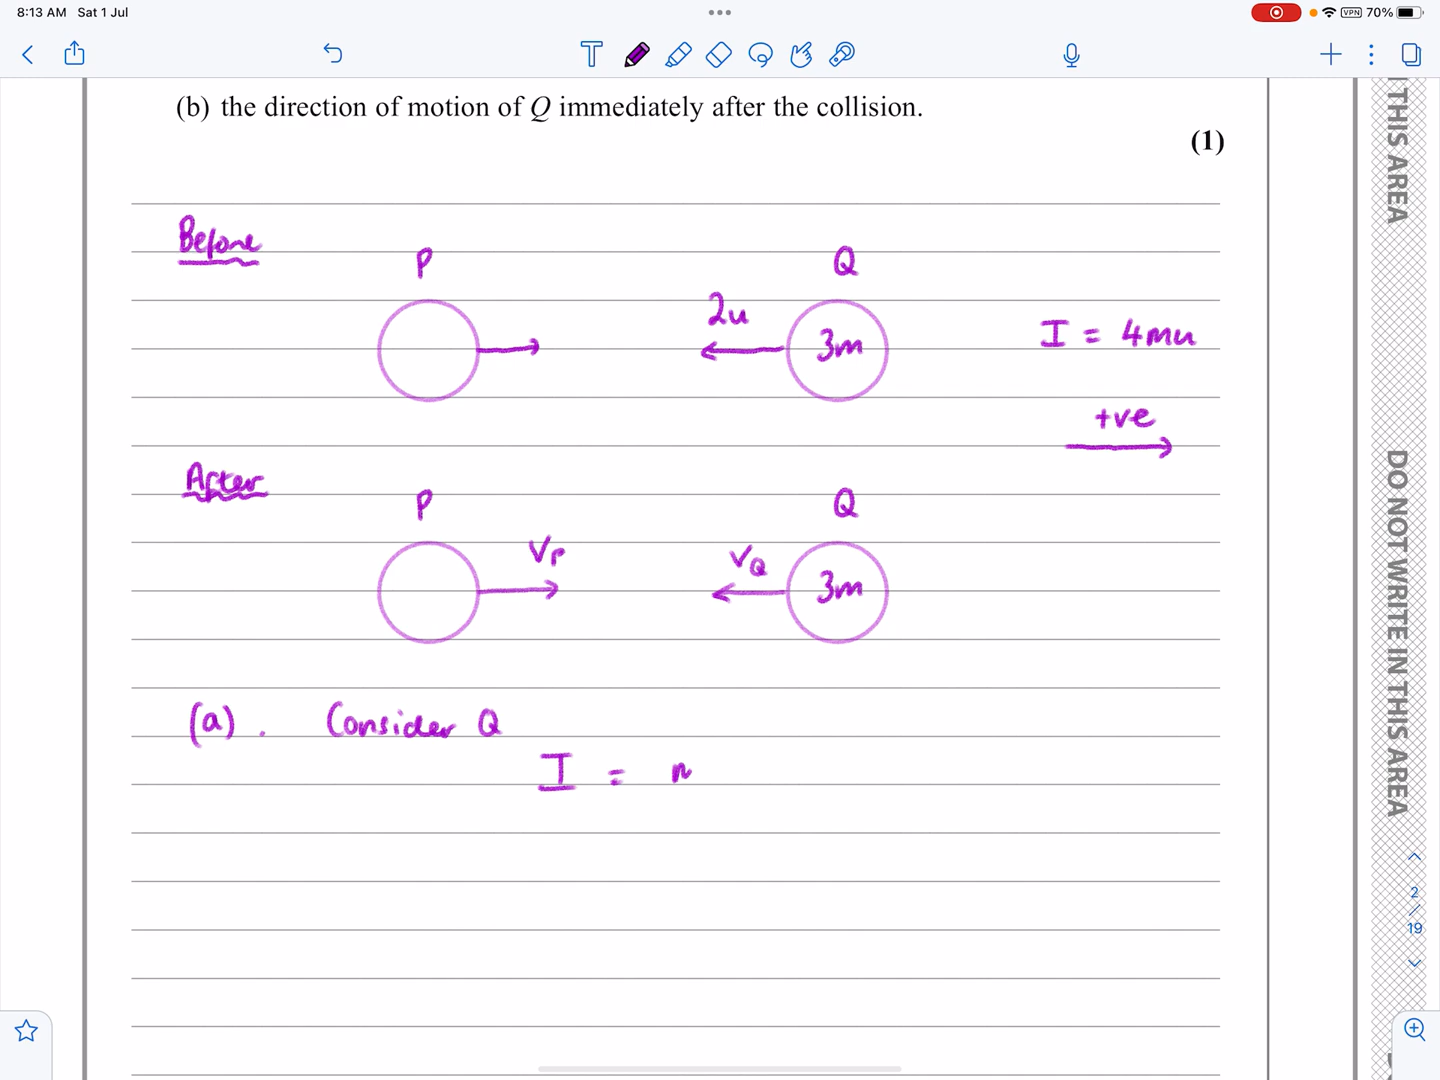 8:13 AM Sat 1 Jul
VPN 70%
T
(b) the direction of motion of Q immediately after the collision.
(1)
Before
P
Q
2u
3m
I = 4mu
+ve
After
P
Q
VP
VQ
3m
(a). Consider Q
I = m
THIS AREA
DO NOT WRITE IN THIS AREA
2
/
19